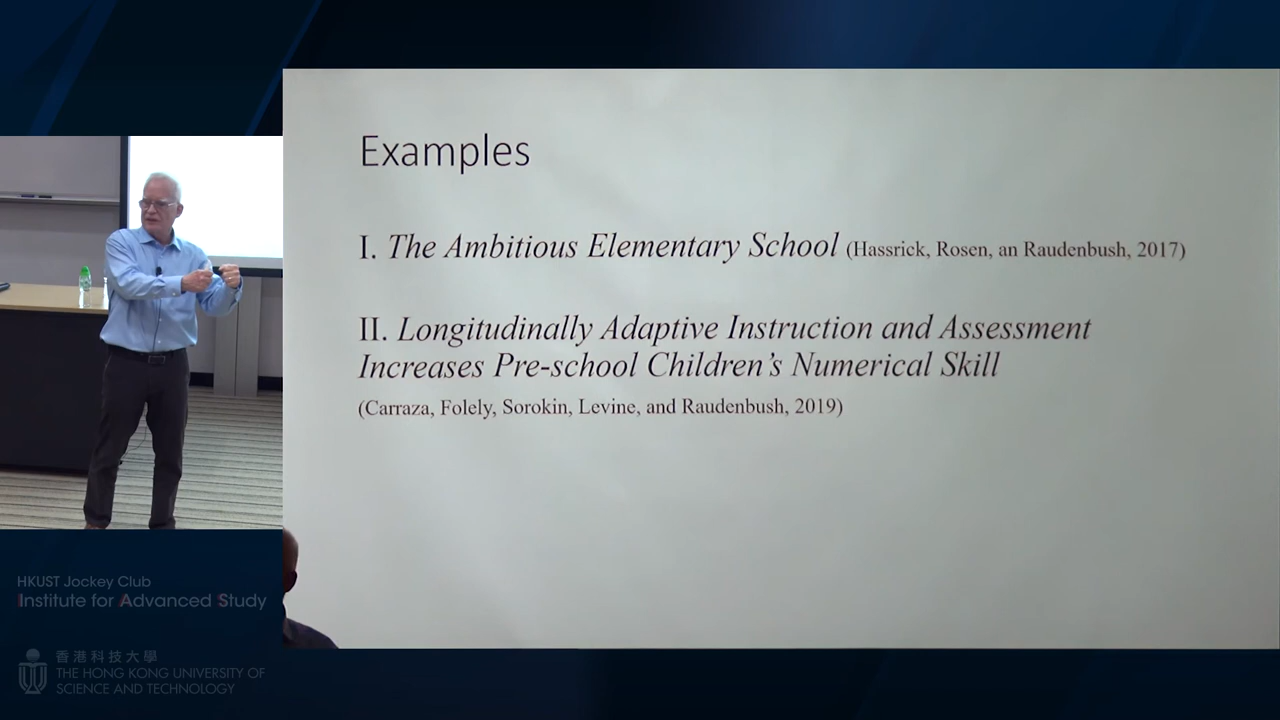 Examples
I. The Ambitious Elementary School (Hassrick, Rosen, an Raudenbush, 2017)
II. Longitudinally Adaptive Instruction and Assessment
Increases Pre-school Children's Numerical Skill
(Carraza, Folely, Sorokin, Levine, and Raudenbush, 2019)
HKUST Jockey Club
Institute for Advanced Study
香港科技大學
THE HONG KONG UNIVERSITY OF
SCIENCE AND TECHNOLOGY